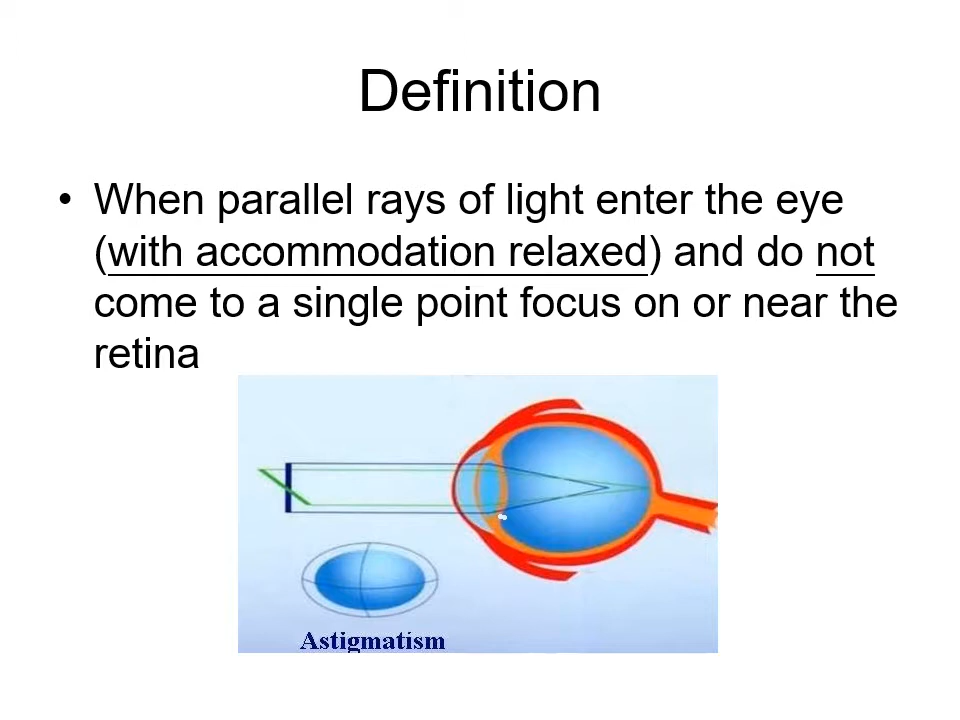 Definition
• When parallel rays of light enter the eye
(with accommodation relaxed) and do not
come to a single point focus on or near the
retina
Astigmatism